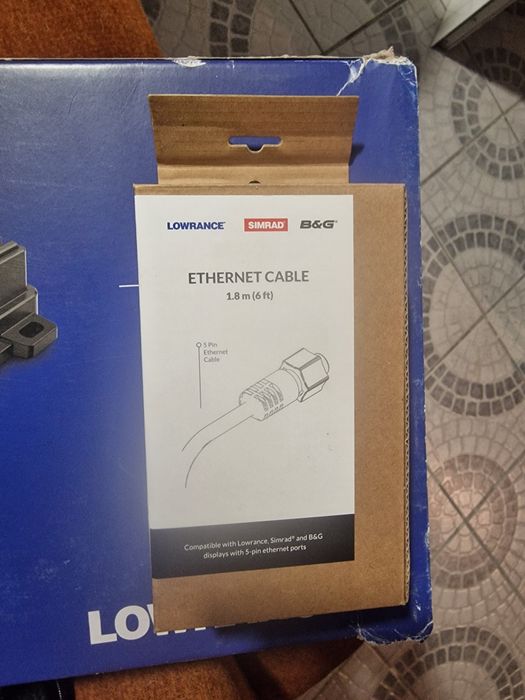 LOWRANCE SIMRAD B&G
ETHERNET CABLE
1.8 m (6 ft)
5 Pin
Ethernet
Cable
Compatible with Lowrance, Simrad® and B&G
displays with 5-pin ethernet ports
LOW